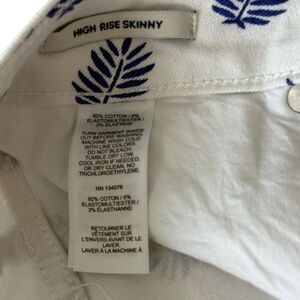 HIGH RISE SKINNY
92% COTTON / 6%
ELASTOMULTIESTER /
2% ELASTANE
TURN GARMENT INSIDE
OUT BEFORE WASHING.
MACHINE WASH COLD
WITH LIKE COLORS.
DO NOT BLEACH.
TUMBLE DRY LOW.
COOL IRON IF NEEDED.
OR DRY CLEAN, NO
TRICHLOROETHYLENE.
RN 134578
92% COTON / 6%
ELASTOMULTIESTER /
2% ÉLASTHANNE
RETOURNER LE
VÊTEMENT SUR
L'ENVERS AVANT DE LE
LAVER.
LAVER À LA MACHINE À